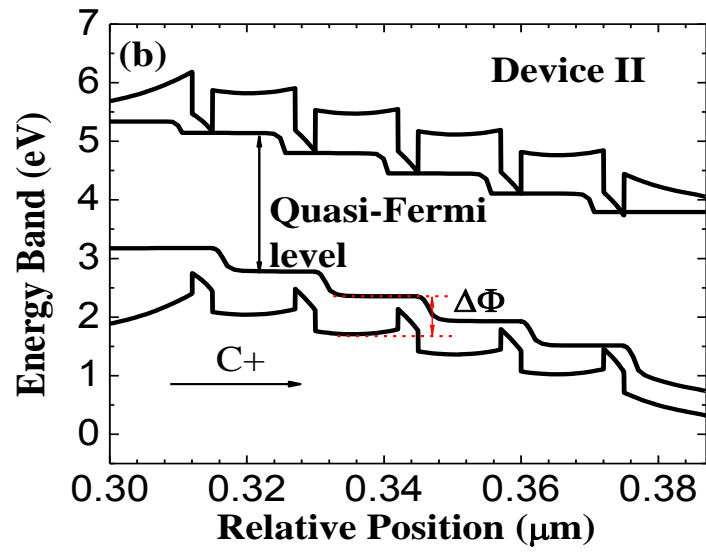 (b)
Device II
Energy Band (eV)
7
6
5
4
3
2
1
0
Quasi-Fermi
level
ΔΦ
C+
0.30
0.32
0.34
0.36
0.38
Relative Position (μm)